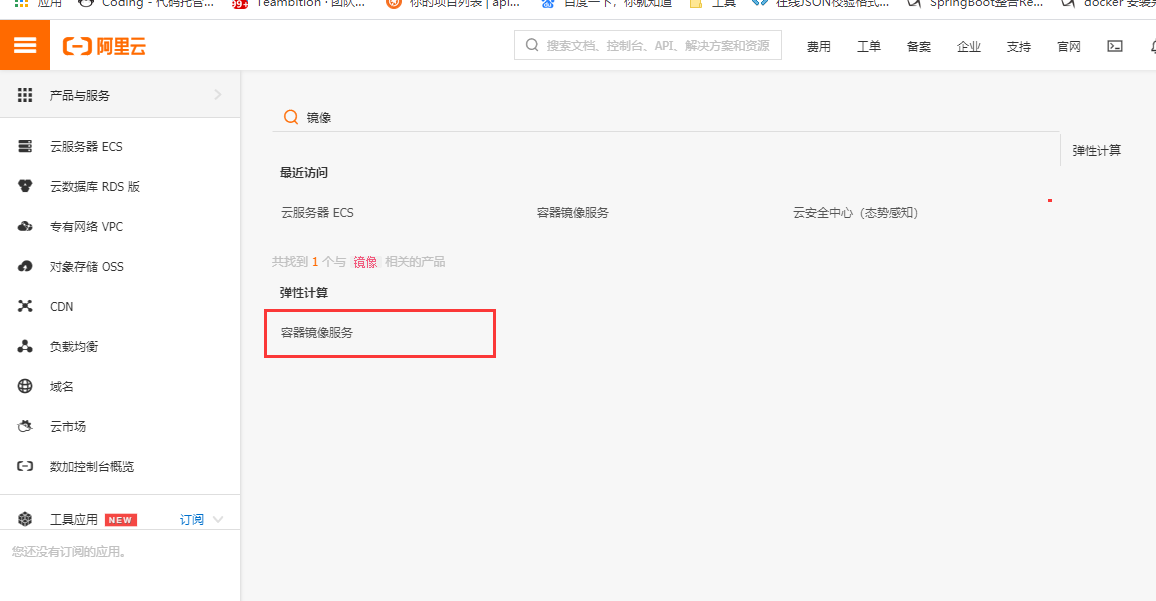 应用 Coding - 代码托管... 99+ Teambition · 团队... 你的项目列表 | api... 百度一下，你就知道 工具 在线JSON校验格式... SpringBoot整合Re... docker 安装
阿里云 搜索文档、控制台、API、解决方案和资源 费用 工单 备案 企业 支持 官网
产品与服务
云服务器 ECS
云数据库 RDS 版
专有网络 VPC
对象存储 OSS
CDN
负载均衡
域名
云市场
数加控制台概览
工具应用 NEW 订阅
您还没有订阅的应用。
镜像
弹性计算
最近访问
云服务器 ECS 容器镜像服务 云安全中心（态势感知）
共找到 1 个与 镜像 相关的产品
弹性计算
容器镜像服务